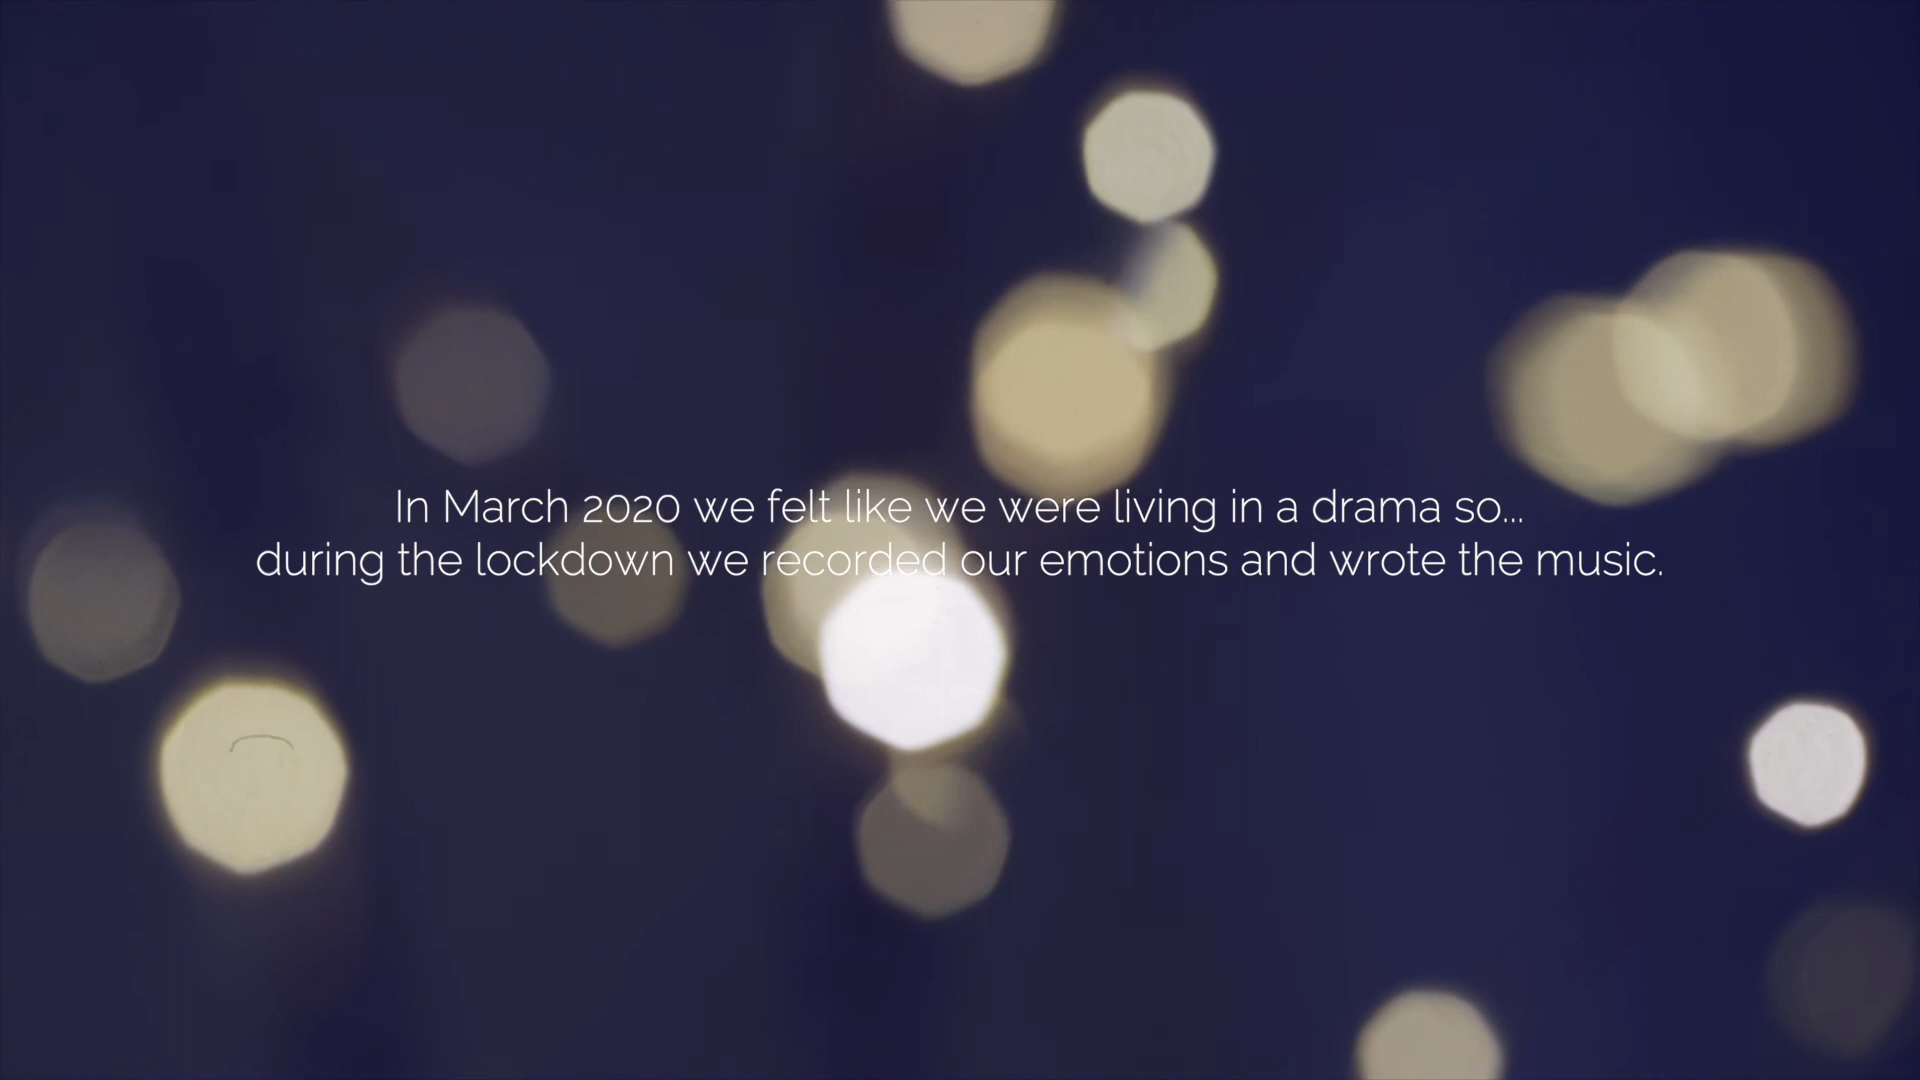 In March 2020 we felt like we were living in a drama so...
during the lockdown we recorded our emotions and wrote the music.